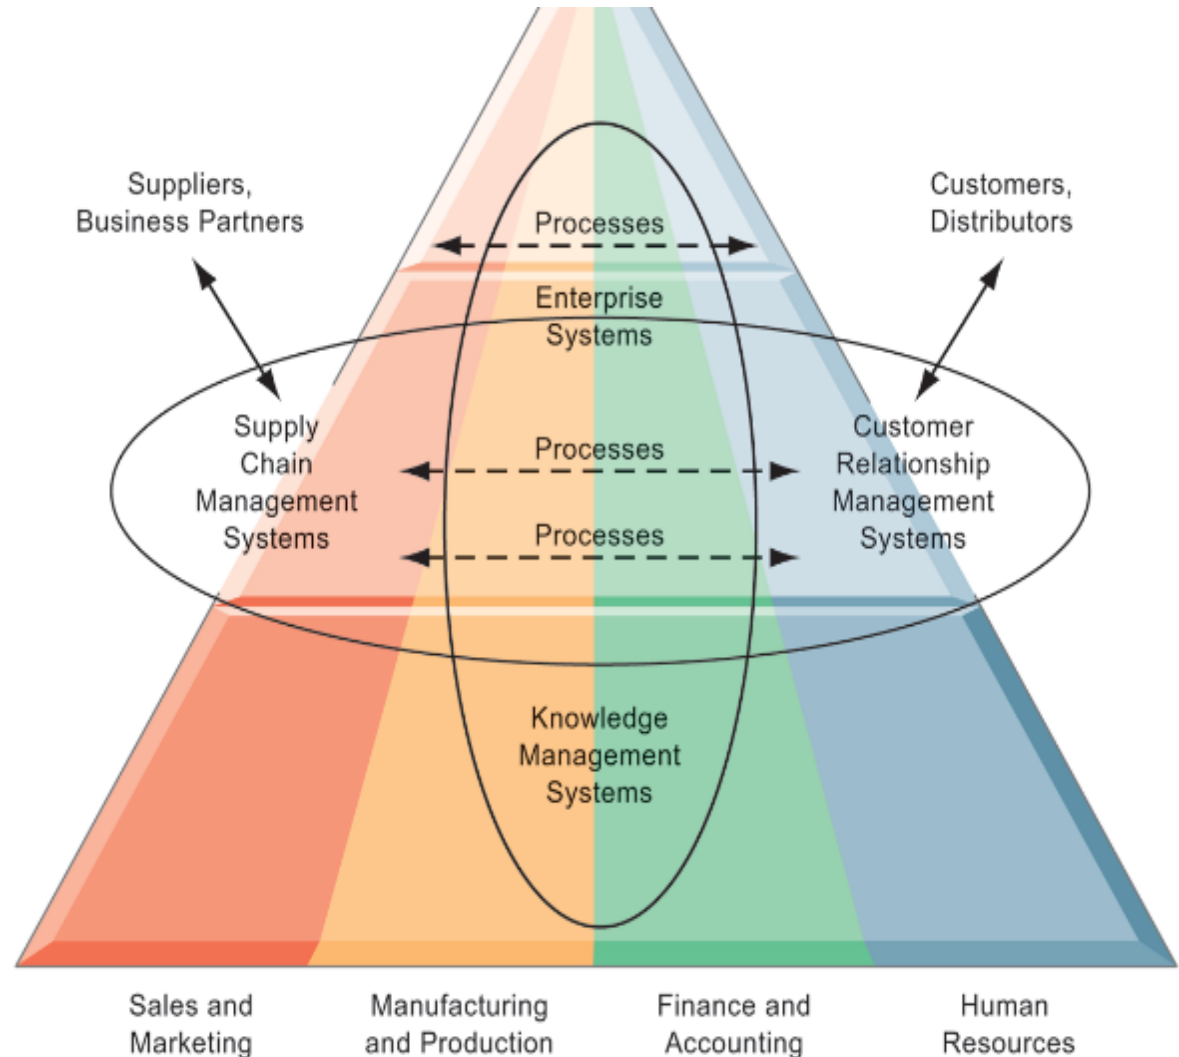 Suppliers,
Business Partners
Customers,
Distributors
Processes
Enterprise
Systems
Supply
Chain
Management
Systems
Processes
Processes
Customer
Relationship
Management
Systems
Knowledge
Management
Systems
Sales and
Marketing
Manufacturing
and Production
Finance and
Accounting
Human
Resources